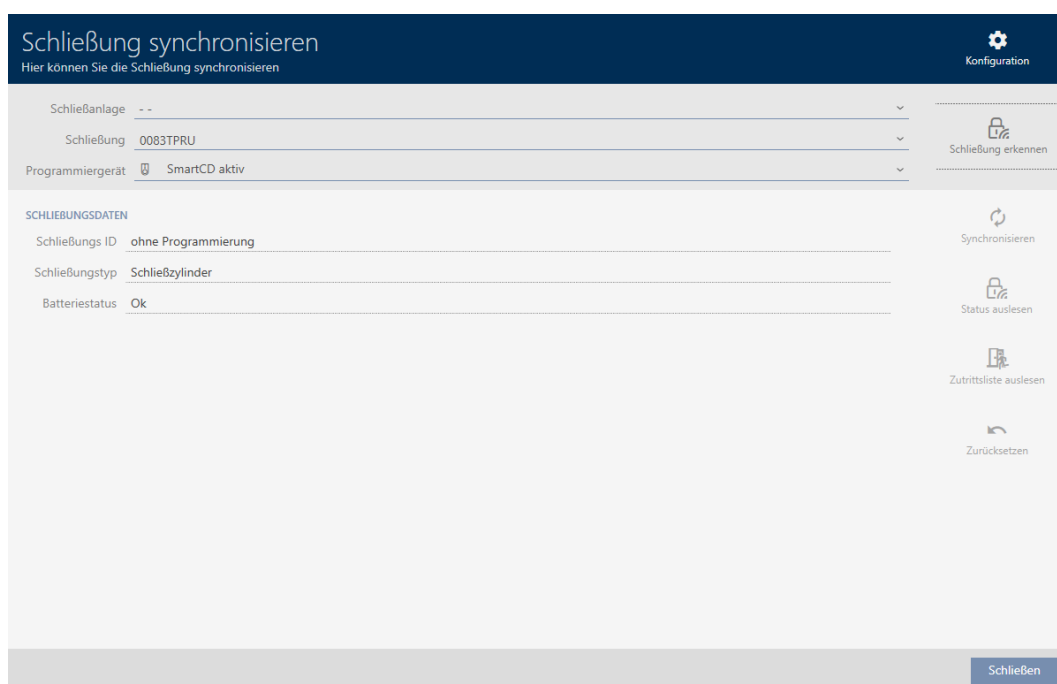 Schließung synchronisieren
Hier können Sie die Schließung synchronisieren
Konfiguration
Schließanlage - -
Schließung 0083TPRU
Programmiergerät SmartCD aktiv
Schließung erkennen
SCHLIEßUNGSDATEN
Schließungs ID ohne Programmierung
Schließungstyp Schließzylinder
Batteriestatus Ok
Synchronisieren
Status auslesen
Zutrittsliste auslesen
Zurücksetzen
Schließen